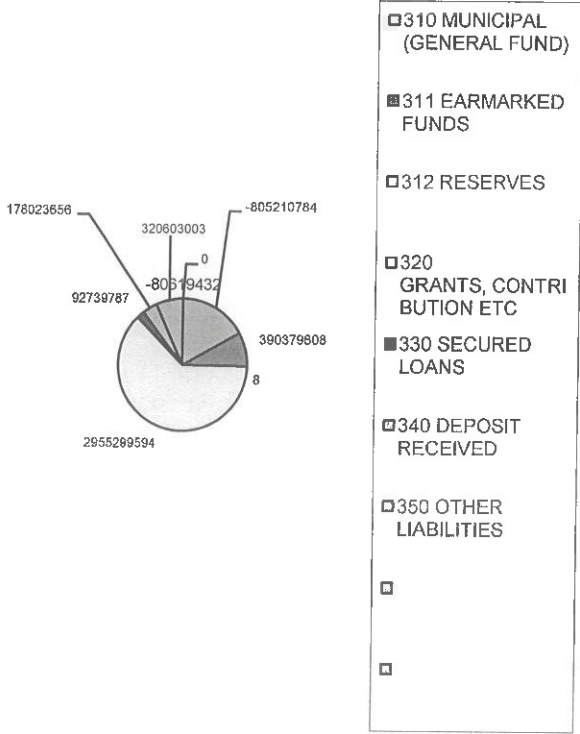 178023656
320603003
-805210784
0
-80619432
92739787
390379608
8
2955289594
310 MUNICIPAL
(GENERAL FUND)
311 EARMARKED
FUNDS
312 RESERVES
320
GRANTS, CONTRI
BUTION ETC
330 SECURED
LOANS
340 DEPOSIT
RECEIVED
350 OTHER
LIABILITIES